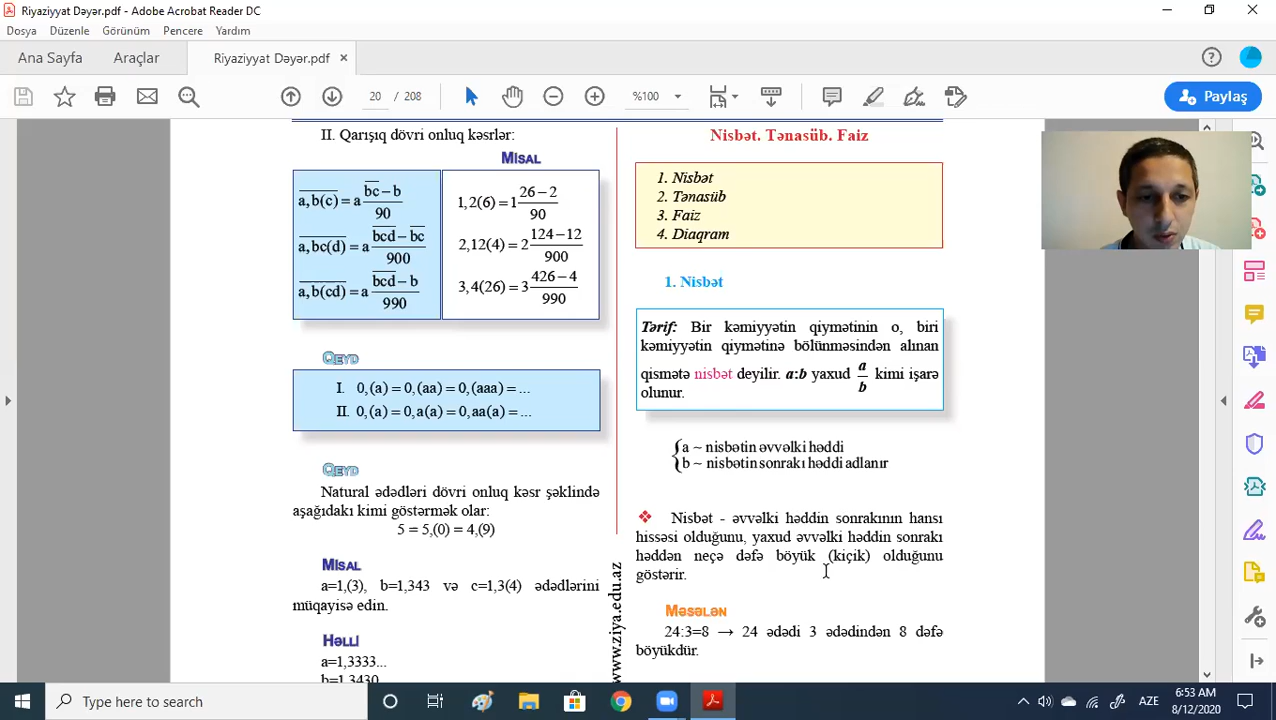 Riyaziyyat Dəyər.pdf - Adobe Acrobat Reader DC
Dosya Düzenle Görünüm Pencere Yardım
Ana Sayfa Araçlar Riyaziyyat Dəyər.pdf ×
20 / 208 %100 Paylaş
II. Qarışıq dövri onluq kəsrlər:
MİSAL
a,b(c) = a (bc − b)/90
a,bc(d) = a (bcd − bc)/900
a,b(cd) = a (bcd − b)/990
1,2(6) = 1 (26 − 2)/90
2,12(4) = 2 (124 − 12)/900
3,4(26) = 3 (426 − 4)/990
QEYD
I. 0,(a) = 0,(aa) = 0,(aaa) = ...
II. 0,(a) = 0,a(a) = 0,aa(a) = ...
QEYD
Natural ədədləri dövri onluq kəsr şəklində
aşağıdakı kimi göstərmək olar:
5 = 5,(0) = 4,(9)
MİSAL
a=1,(3), b=1,343 və c=1,3(4) ədədlərini
müqayisə edin.
HƏLLİ
a=1,3333...
b=1,3430
www.ziya.edu.az
Nisbət. Tənasüb. Faiz
1. Nisbət
2. Tənasüb
3. Faiz
4. Diaqram
1. Nisbət
Tərif: Bir kəmiyyətin qiymətinin o, biri
kəmiyyətin qiymətinə bölünməsindən alınan
qismətə nisbət deyilir. a:b yaxud a/b kimi işarə
olunur.
a ~ nisbətin əvvəlki həddi
b ~ nisbətin sonrakı həddi adlanır
❖ Nisbət - əvvəlki həddin sonrakının hansı
hissəsi olduğunu, yaxud əvvəlki həddin sonrakı
həddən neçə dəfə böyük (kiçik) olduğunu
göstərir.
MƏSƏLƏN
24:3=8 → 24 ədədi 3 ədədindən 8 dəfə
böyükdür.
Type here to search
AZE
6:53 AM
8/12/2020